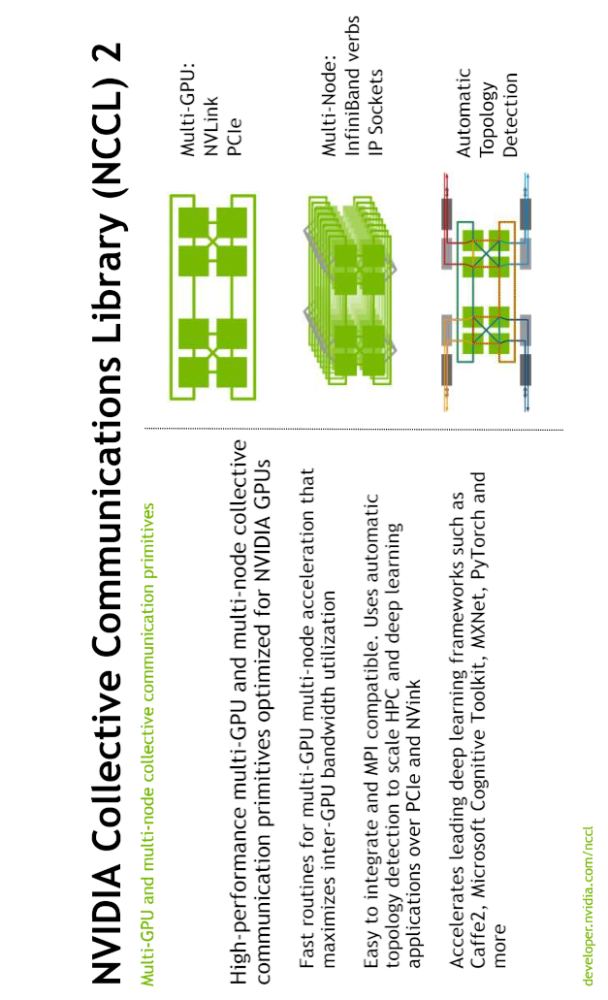 NVIDIA Collective Communications Library (NCCL) 2
Multi-GPU and multi-node collective communication primitives
High-performance multi-GPU and multi-node collective
communication primitives optimized for NVIDIA GPUs
Fast routines for multi-GPU multi-node acceleration that
maximizes inter-GPU bandwidth utilization
Easy to integrate and MPI compatible. Uses automatic
topology detection to scale HPC and deep learning
applications over PCIe and NVink
Accelerates leading deep learning frameworks such as
Caffe2, Microsoft Cognitive Toolkit, MXNet, PyTorch and
more
Multi-GPU:
NVLink
PCIe
Multi-Node:
InfiniBand verbs
IP Sockets
Automatic
Topology
Detection
developer.nvidia.com/nccl